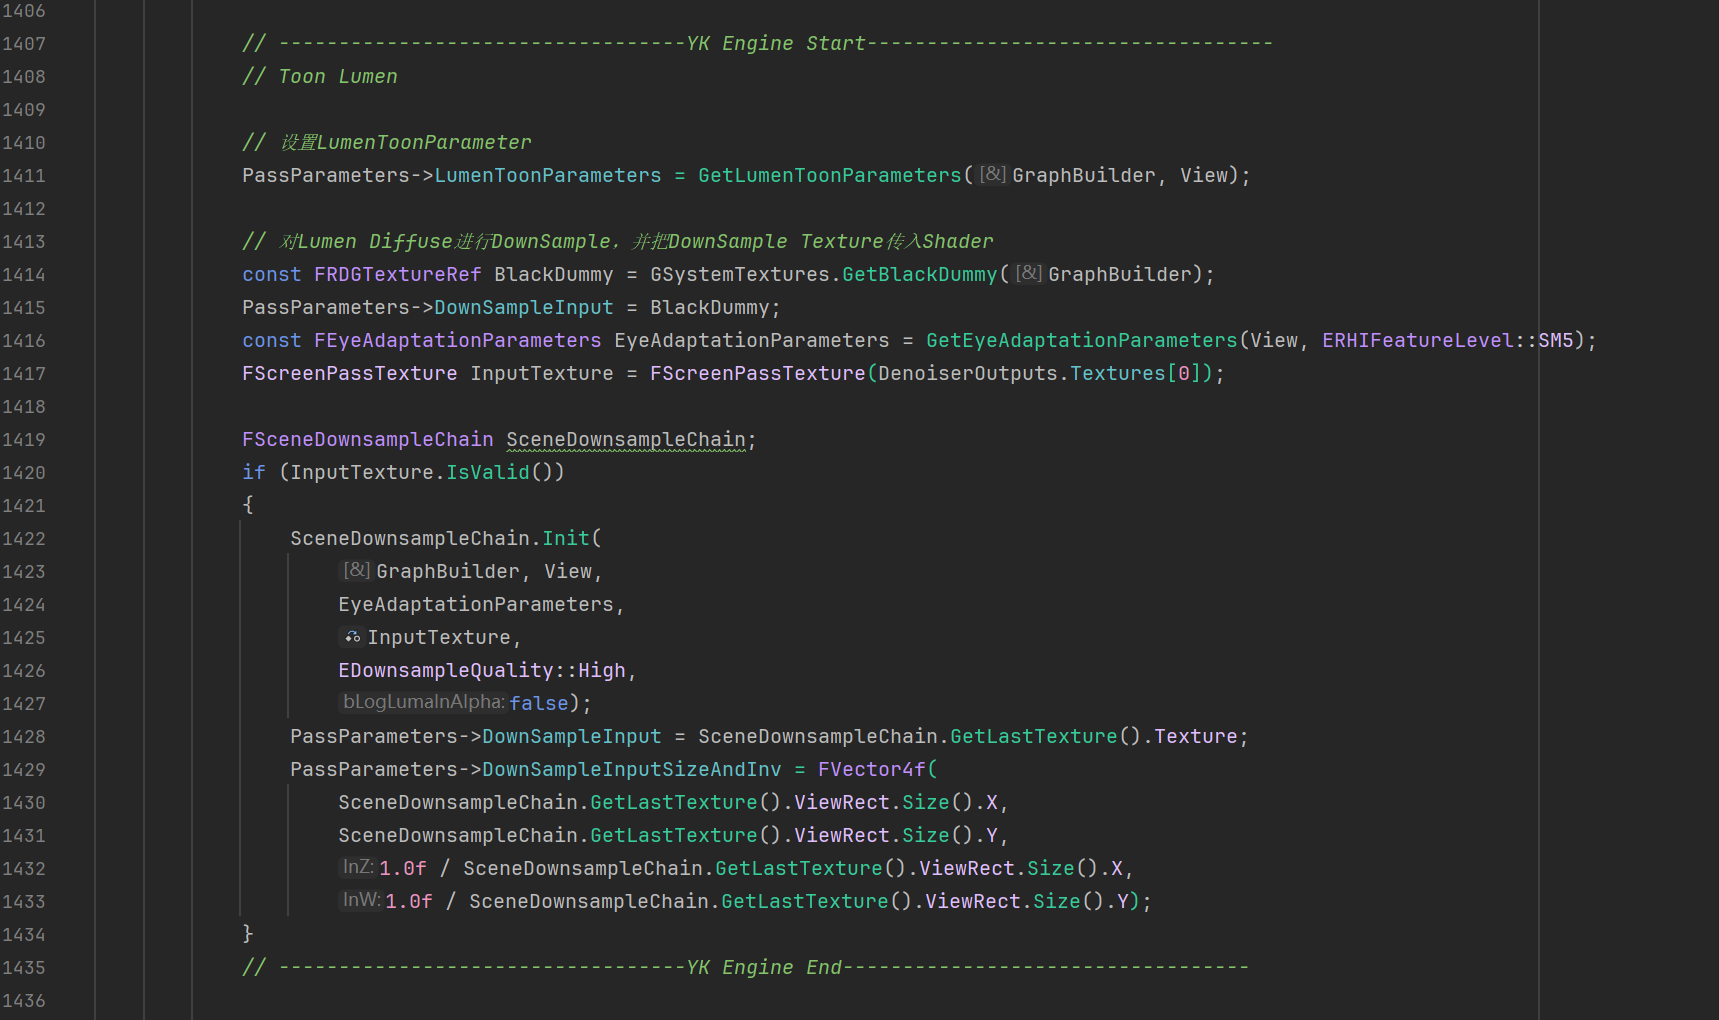 1406
1407 // ----------------------------------YK Engine Start----------------------------------
1408 // Toon Lumen
1409
1410 // 设置LumenToonParameter
1411 PassParameters->LumenToonParameters = GetLumenToonParameters([&]GraphBuilder, View);
1412
1413 // 对Lumen Diffuse进行DownSample，并把DownSample Texture传入Shader
1414 const FRDGTextureRef BlackDummy = GSystemTextures.GetBlackDummy([&]GraphBuilder);
1415 PassParameters->DownSampleInput = BlackDummy;
1416 const FEyeAdaptationParameters EyeAdaptationParameters = GetEyeAdaptationParameters(View, ERHIFeatureLevel::SM5);
1417 FScreenPassTexture InputTexture = FScreenPassTexture(DenoiserOutputs.Textures[0]);
1418
1419 FSceneDownsampleChain SceneDownsampleChain;
1420 if (InputTexture.IsValid())
1421 {
1422 SceneDownsampleChain.Init(
1423 [&]GraphBuilder, View,
1424 EyeAdaptationParameters,
1425 InputTexture,
1426 EDownsampleQuality::High,
1427 bLogLumaInAlpha:false);
1428 PassParameters->DownSampleInput = SceneDownsampleChain.GetLastTexture().Texture;
1429 PassParameters->DownSampleInputSizeAndInv = FVector4f(
1430 SceneDownsampleChain.GetLastTexture().ViewRect.Size().X,
1431 SceneDownsampleChain.GetLastTexture().ViewRect.Size().Y,
1432 InZ:1.0f / SceneDownsampleChain.GetLastTexture().ViewRect.Size().X,
1433 InW:1.0f / SceneDownsampleChain.GetLastTexture().ViewRect.Size().Y);
1434 }
1435 // ----------------------------------YK Engine End----------------------------------
1436